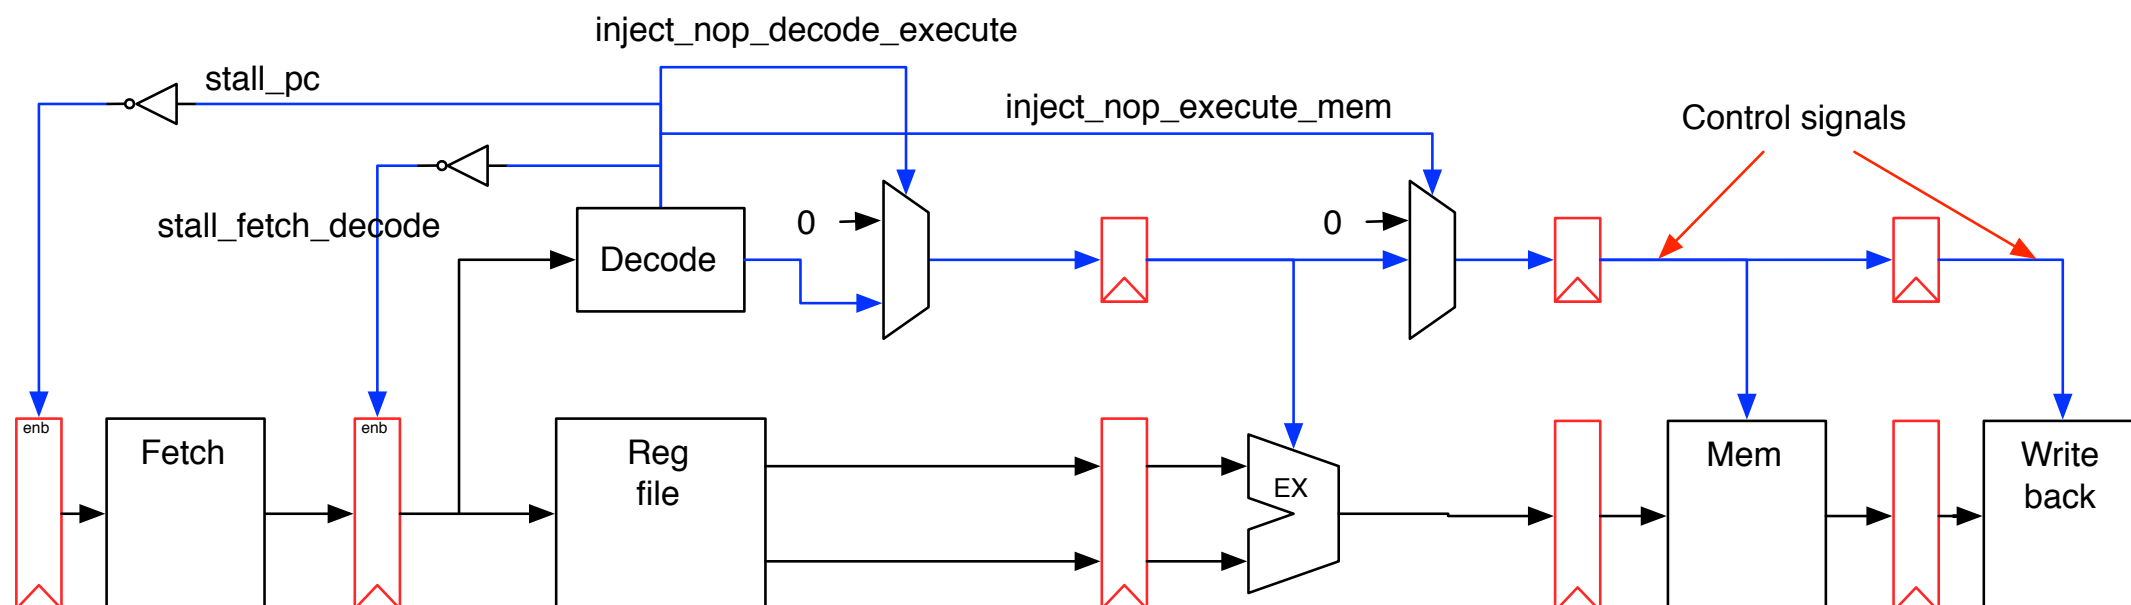 inject_nop_decode_execute
stall_pc
inject_nop_execute_mem
Control signals
stall_fetch_decode
0
0
Decode
enb
enb
Fetch
Reg
file
EX
Mem
Write
back